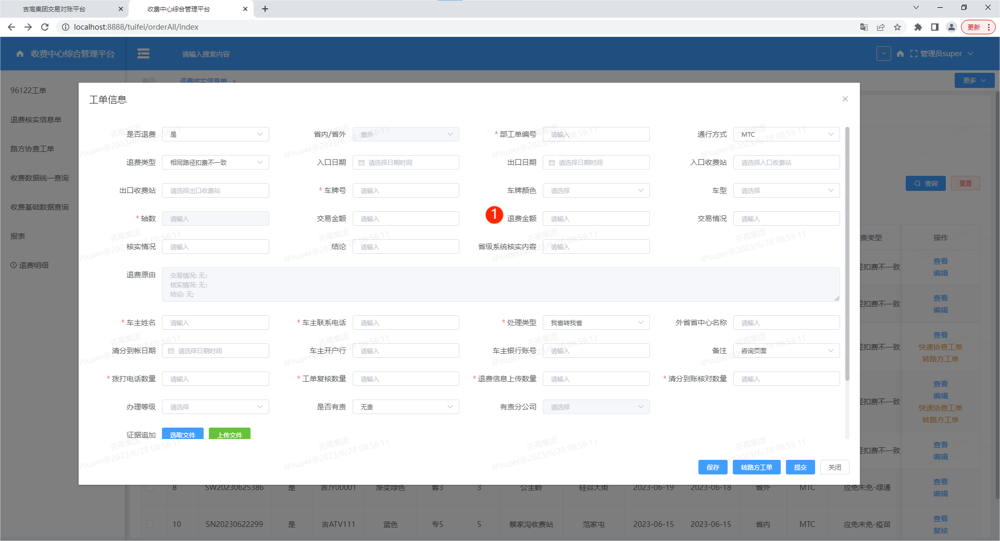 吉高集团交易对账平台
收费中心综合管理平台
localhost:8888/tuifei/orderAll/index
更新
收费中心综合管理平台
请输入搜索内容
管理员super
首页
退费核实信息单
更多
96122工单
退费核实信息单
路方协查工单
收费数据统一查询
收费基础数据查询
报表
退费明细
工单信息
是否退费 是
省内/省外 省外
* 部工单编号 请输入
通行方式 MTC
退费类型 相同路径扣费不一致
入口日期 请选择日期时间
出口日期 请选择日期时间
入口收费站 请选择入口收费站
出口收费站 请选择出口收费站
* 车牌号 请输入
车牌颜色 请选择
车型 请选择
* 轴数 请输入
交易金额 请输入
1
退费金额 请输入
交易情况 请输入
核实情况 请输入
结论 请输入
省级系统核实内容 请输入
退费原由 交易情况: 无;
核实情况: 无;
结论: 无;
* 车主姓名 请输入
* 车主联系电话 请输入
* 处理类型 我省转我省
外省省中心名称 请输入
清分到帐日期 请选择日期时间
车主开户行 请输入
车主银行账号 请输入
备注 咨询页面
* 拨打电话数量 请输入
* 工单复核数量 请输入
* 退费信息上传数量 请输入
* 清分到账核对数量 请输入
办理等级 请选择
是否有责 无责
有责分公司 请选择
证据追加 选取文件 上传文件
保存 转路方工单 提交 关闭
吉高集团
@super@2023/6/28 08:58:11
查询 重置
费类型 操作
径扣费不一致 查看
编辑
径扣费不一致 查看
编辑
径扣费不一致 查看
快速协查工单
转路方工单
径扣费不一致 查看
编辑
快速协查工单
转路方工单
径扣费不一致 查看
编辑
8 SW20230625386 是 吉JY00001 渐变绿色 客3 3 公主岭 硅谷大街 2023-06-19 2023-06-18 省外 MTC 应免未免-绿通 查看
编辑
10 SN20230622299 是 吉ATV111 蓝色 专5 5 蔡家沟收费站 范家屯 2023-06-15 2023-06-15 省内 MTC 应免未免-疫苗 查看
复核